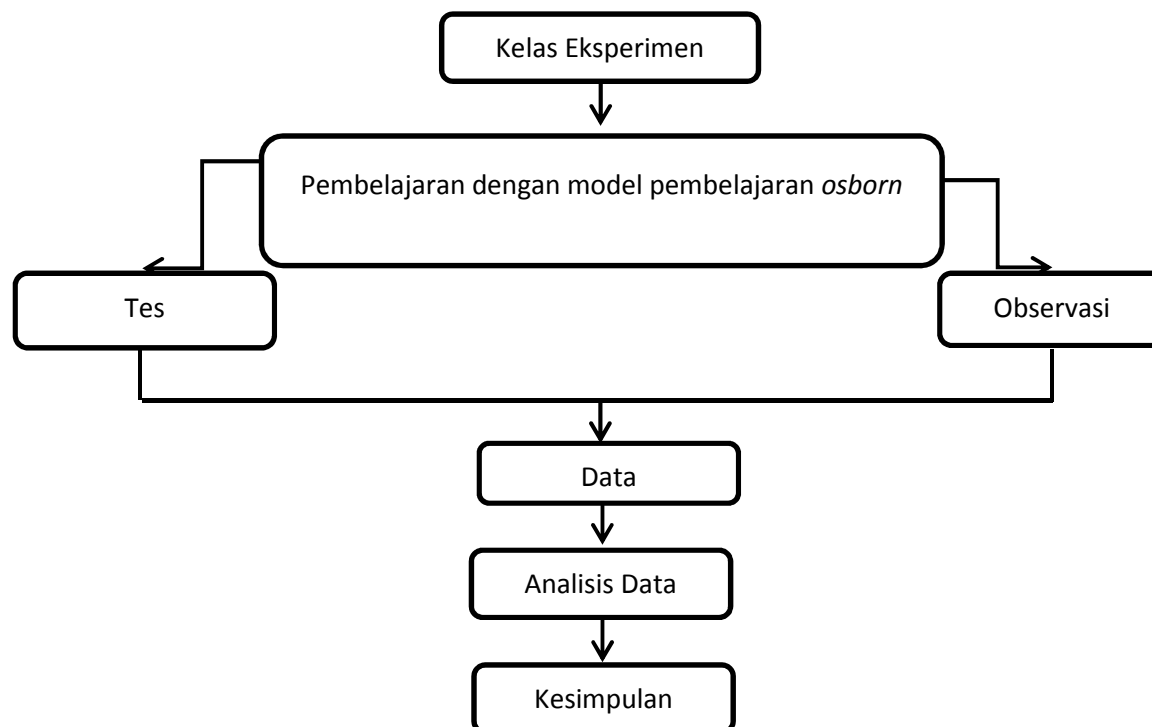 Kelas Eksperimen
Pembelajaran dengan model pembelajaran osborn
Tes
Observasi
Data
Analisis Data
Kesimpulan